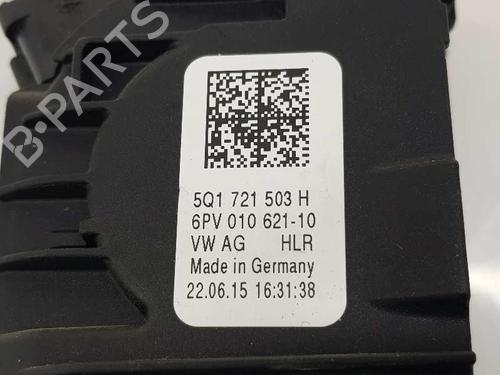 B-PARTS
5Q1 721 503 H
6PV 010 621-10
VW AG HLR
Made in Germany
22.06.15 16:31:38